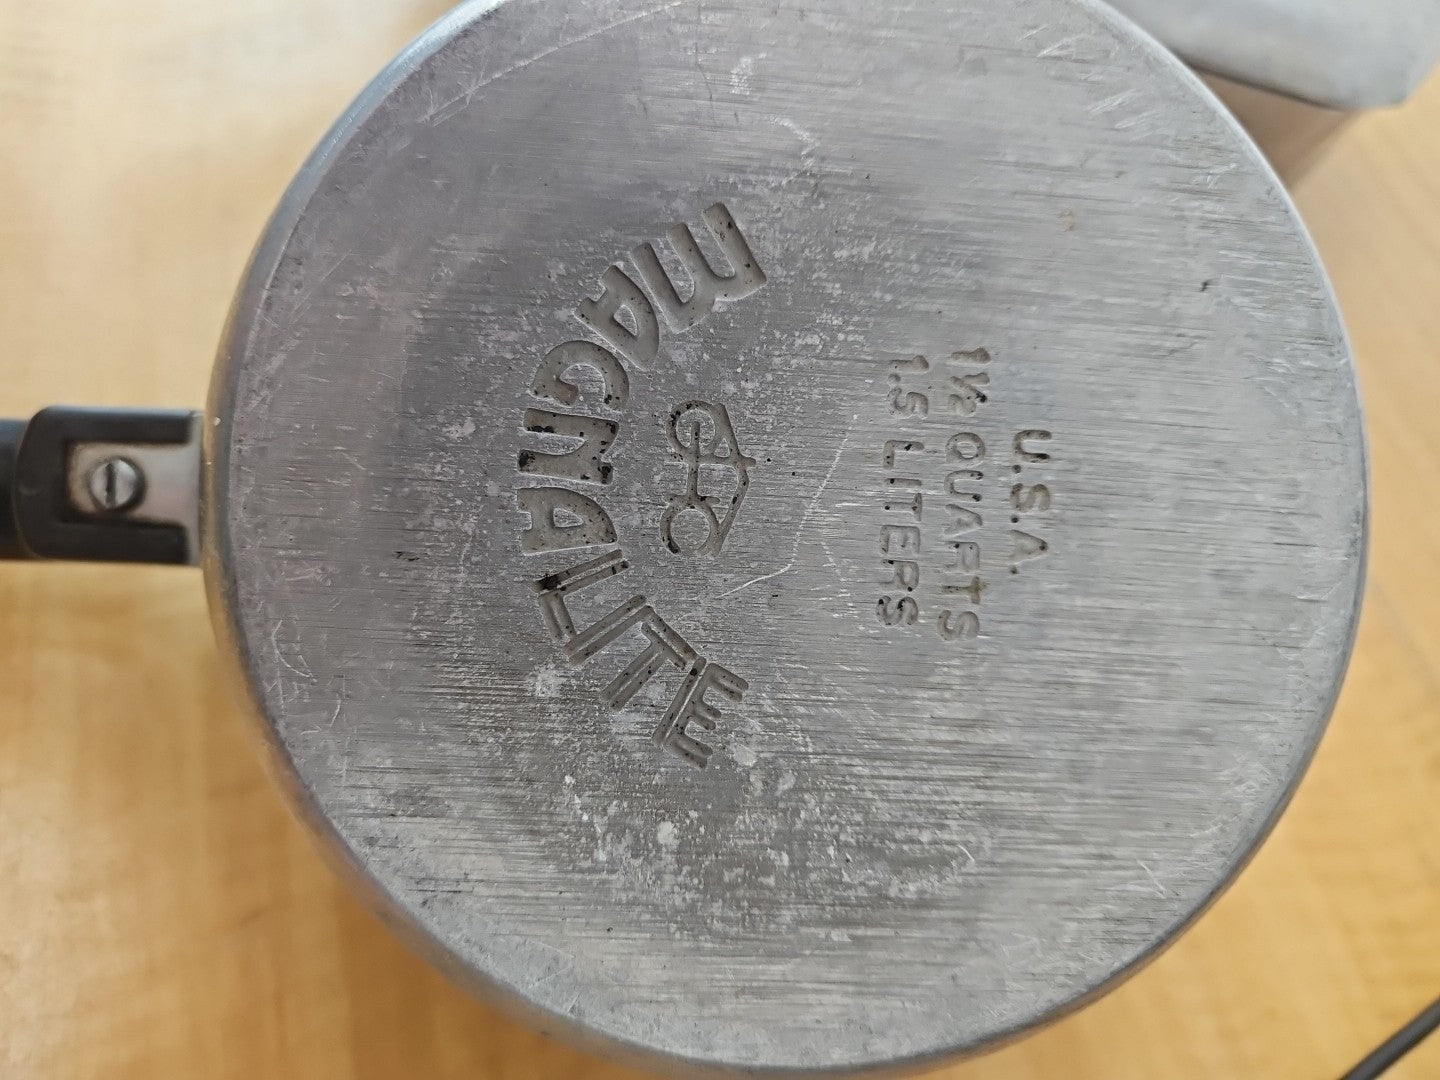 MAGNALITE
GHC
U.S.A.
1½ QUARTS
1.5 LITERS